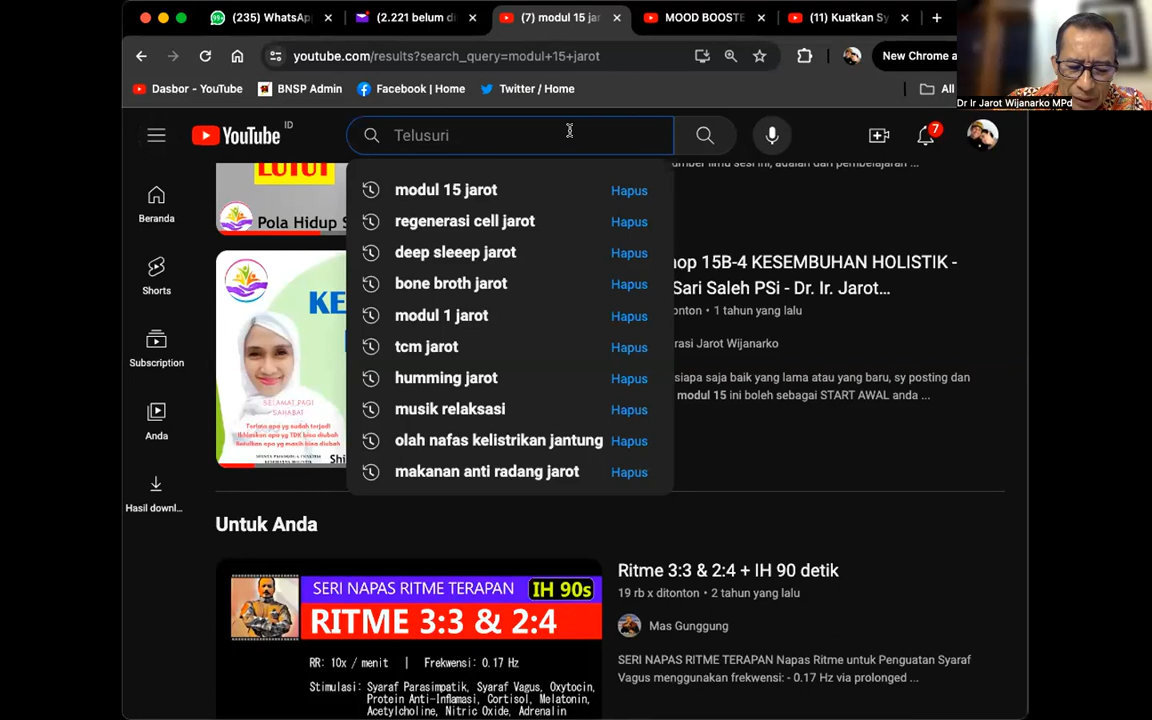 (235) WhatsAp
(2.221 belum di
(7) modul 15 jar
MOOD BOOSTE
(11) Kuatkan Sy
youtube.com/results?search_query=modul+15+jarot
New Chrome a
Dasbor - YouTube
BNSP Admin
Facebook | Home
Twitter / Home
All
Dr Ir Jarot Wijanarko MPd
YouTube ID
Telusuri
7
Beranda
Shorts
Subscription
Anda
Hasil downl...
modul 15 jarot Hapus
regenerasi cell jarot Hapus
deep sleeep jarot Hapus
bone broth jarot Hapus
modul 1 jarot Hapus
tcm jarot Hapus
humming jarot Hapus
musik relaksasi Hapus
olah nafas kelistrikan jantung Hapus
makanan anti radang jarot Hapus
LUTUT
Pola Hidup S
umber ilmu sesi ini, adalah dari pembelajaran ...
KE
SELAMAT PAGI
SAHABAT
hop 15B-4 KESEMBUHAN HOLISTIK -
Sari Saleh PSi - Dr. Ir. Jarot...
onton • 1 tahun yang lalu
rasi Jarot Wijanarko
siapa saja baik yang lama atau yang baru, sy posting dan
modul 15 ini boleh sebagai START AWAL anda ...
Untuk Anda
SERI NAPAS RITME TERAPAN IH 90s
RITME 3:3 & 2:4
RR: 10x / menit | Frekwensi: 0.17 Hz
Stimulasi: Syaraf Parasimpatik, Syaraf Vagus, Oxytocin,
Protein Anti-Inflamasi, Cortisol, Melatonin,
Acetylcholine, Nitric Oxide, Adrenalin
Ritme 3:3 & 2:4 + IH 90 detik
19 rb x ditonton • 2 tahun yang lalu
Mas Gunggung
SERI NAPAS RITME TERAPAN Napas Ritme untuk Penguatan Syaraf
Vagus menggunakan frekwensi: - 0.17 Hz via prolonged ...